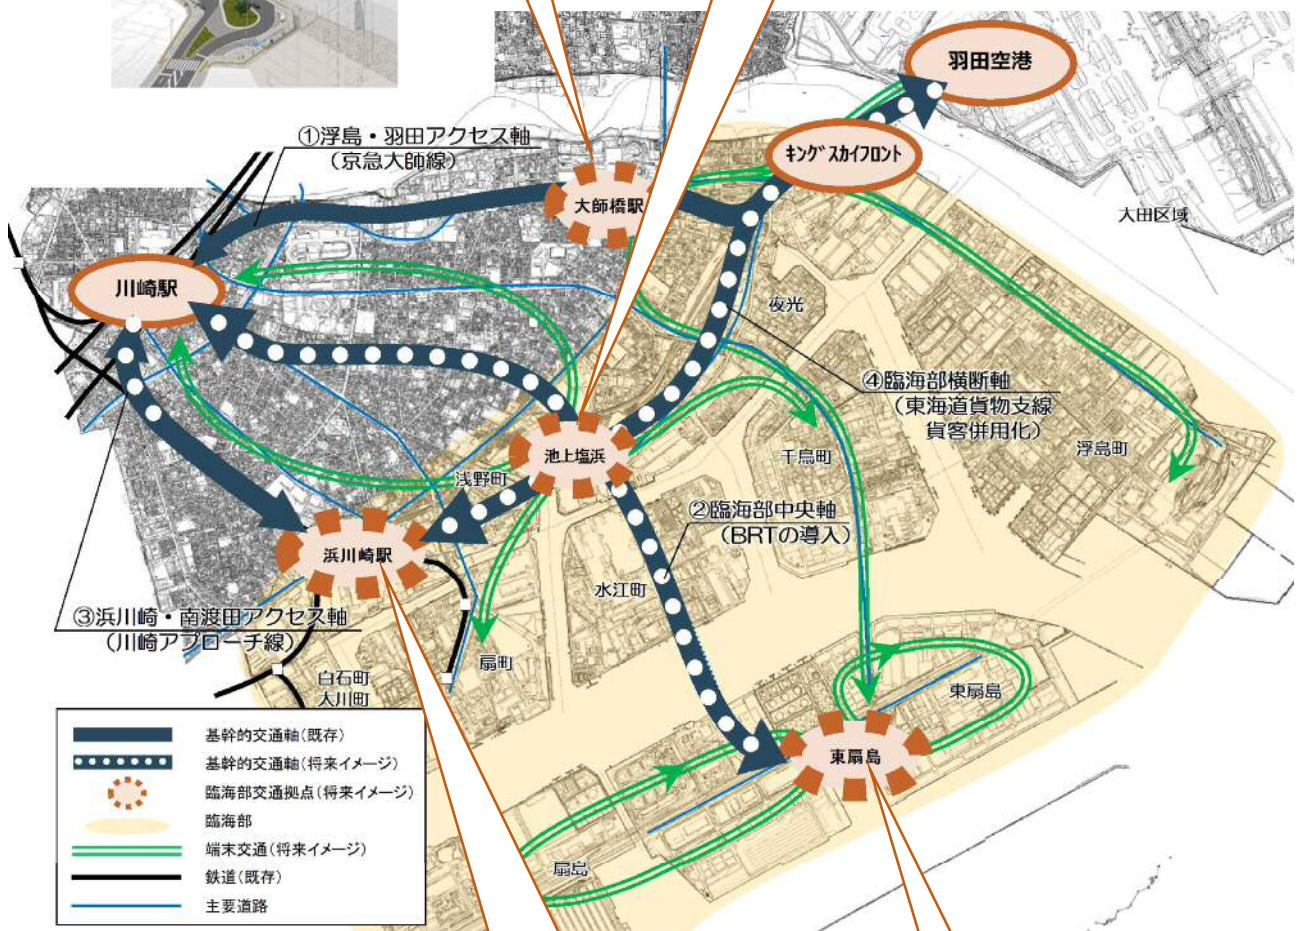 羽田空港
①浮島・羽田アクセス軸
(京急大師線)
キングスカイフロント
大師橋駅
大田区域
川崎駅
夜光
④臨海部横断軸
(東海道貨物支線
貨客併用化)
池上塩浜
千鳥町
浮島町
浅野町
②臨海部中央軸
(BRTの導入)
浜川崎駅
水江町
③浜川崎・南渡田アクセス軸
(川崎アプローチ線)
扇町
白石町
大川町
東扇島
東扇島
扇島
基幹的交通軸(既存)
基幹的交通軸(将来イメージ)
臨海部交通拠点(将来イメージ)
臨海部
端末交通(将来イメージ)
鉄道(既存)
主要道路